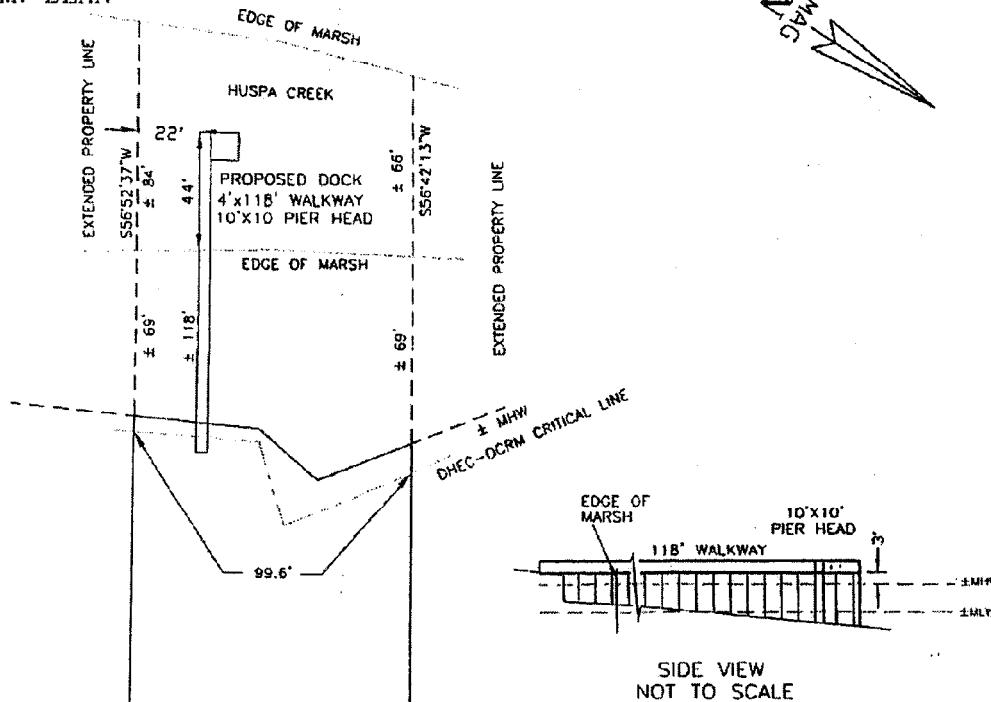 MAG
EDGE OF MARSH
EXTENDED PROPERTY LINE
HUSPA CREEK
22'
S56°52'37"W
± 84'
44'
PROPOSED DOCK
4'x118' WALKWAY
10'X10 PIER HEAD
± 66'
S56°42'13"W
EXTENDED PROPERTY LINE
EDGE OF MARSH
± 69'
± 118'
± 69'
± MHW
DHEC-OCRM CRITICAL LINE
99.6'
EDGE OF
MARSH
10'X10'
PIER HEAD
118' WALKWAY
3'
±MHW
±MLW
SIDE VIEW
NOT TO SCALE